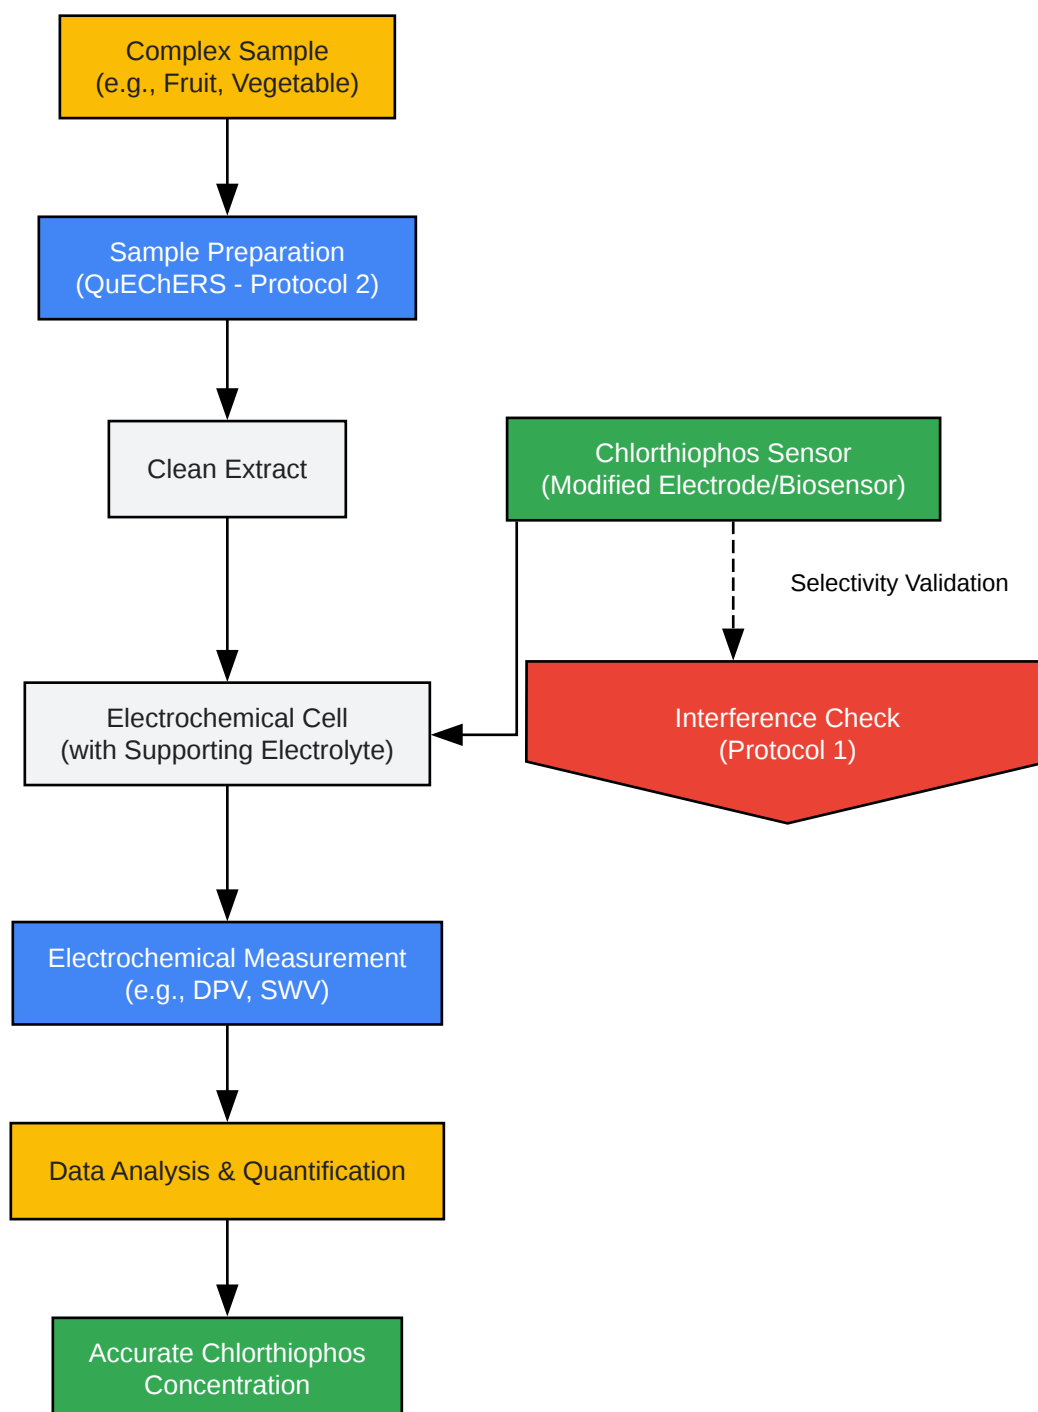 Complex Sample
(e.g., Fruit, Vegetable)
Sample Preparation
(QuEChERS - Protocol 2)
Clean Extract
Chlorthiophos Sensor
(Modified Electrode/Biosensor)
Selectivity Validation
Electrochemical Cell
(with Supporting Electrolyte)
Interference Check
(Protocol 1)
Electrochemical Measurement
(e.g., DPV, SWV)
Data Analysis & Quantification
Accurate Chlorthiophos
Concentration